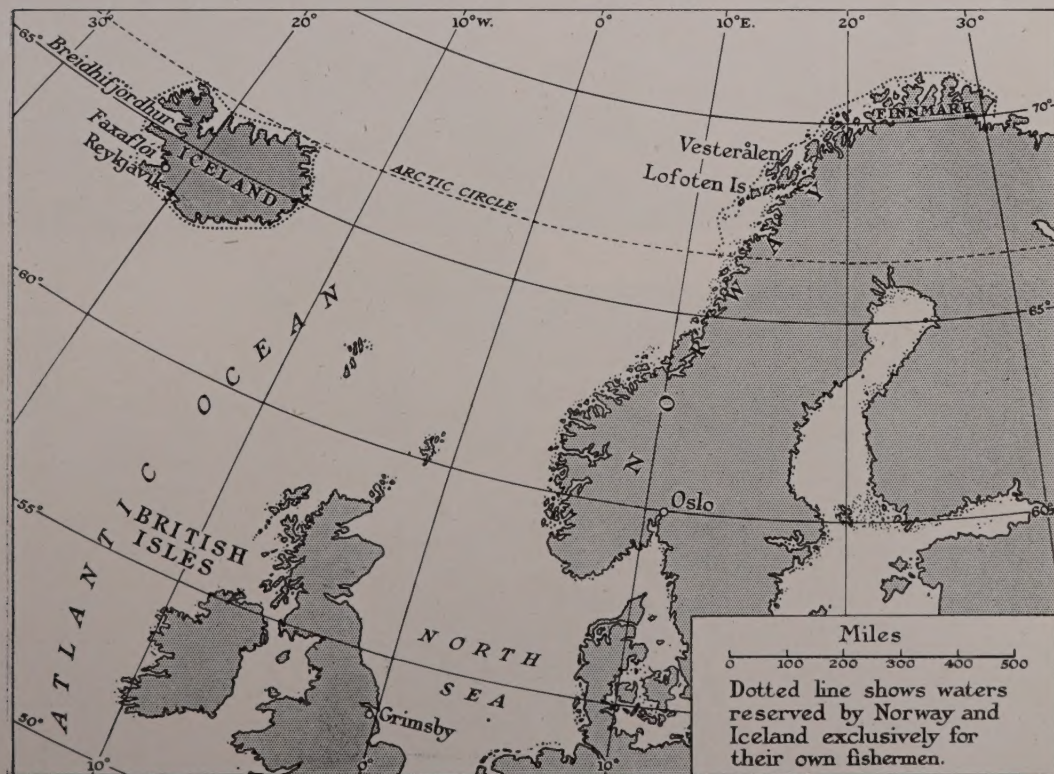 30°
20°
10°W.
0°
10°E.
20°
30°
65°
Breidhifjördhur
Faxaflói
Reykjavik
ICELAND
ARCTIC CIRCLE
Vesterålen
Lofoten Is.
FINNMARK
70°
65°
60°
ATLANTIC OCEAN
NORWAY
Oslo
60°
55°
BRITISH
ISLES
NORTH
SEA
Grimsby
50°
10°
0°
10°
Miles
0 100 200 300 400 500
Dotted line shows waters
reserved by Norway and
Iceland exclusively for
their own fishermen.